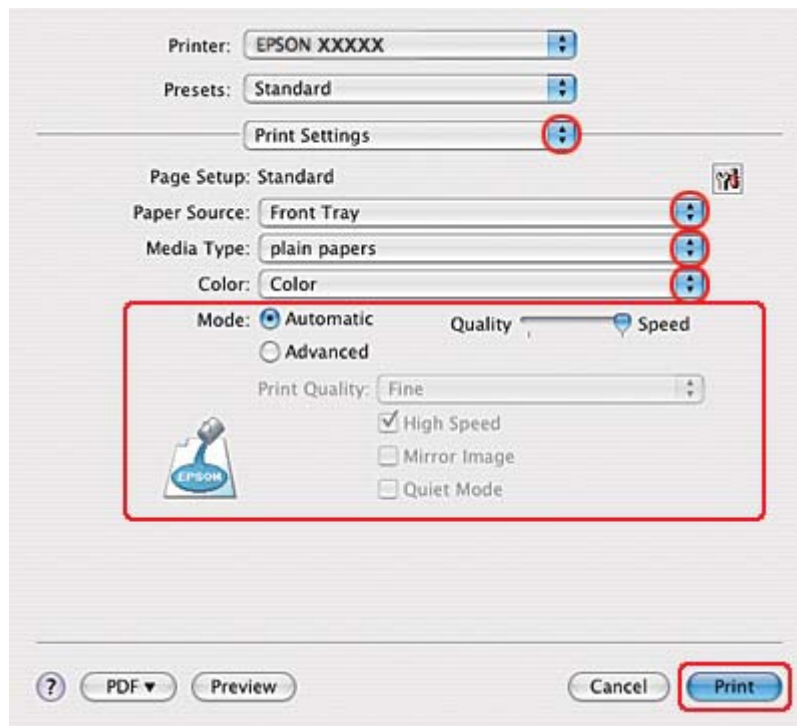 Printer: EPSON XXXXX
Presets: Standard
Print Settings
Page Setup: Standard
Paper Source: Front Tray
Media Type: plain papers
Color: Color
Mode: Automatic Quality Speed
Advanced
Print Quality: Fine
High Speed
Mirror Image
Quiet Mode
EPSON
? PDF ▼ Preview Cancel Print